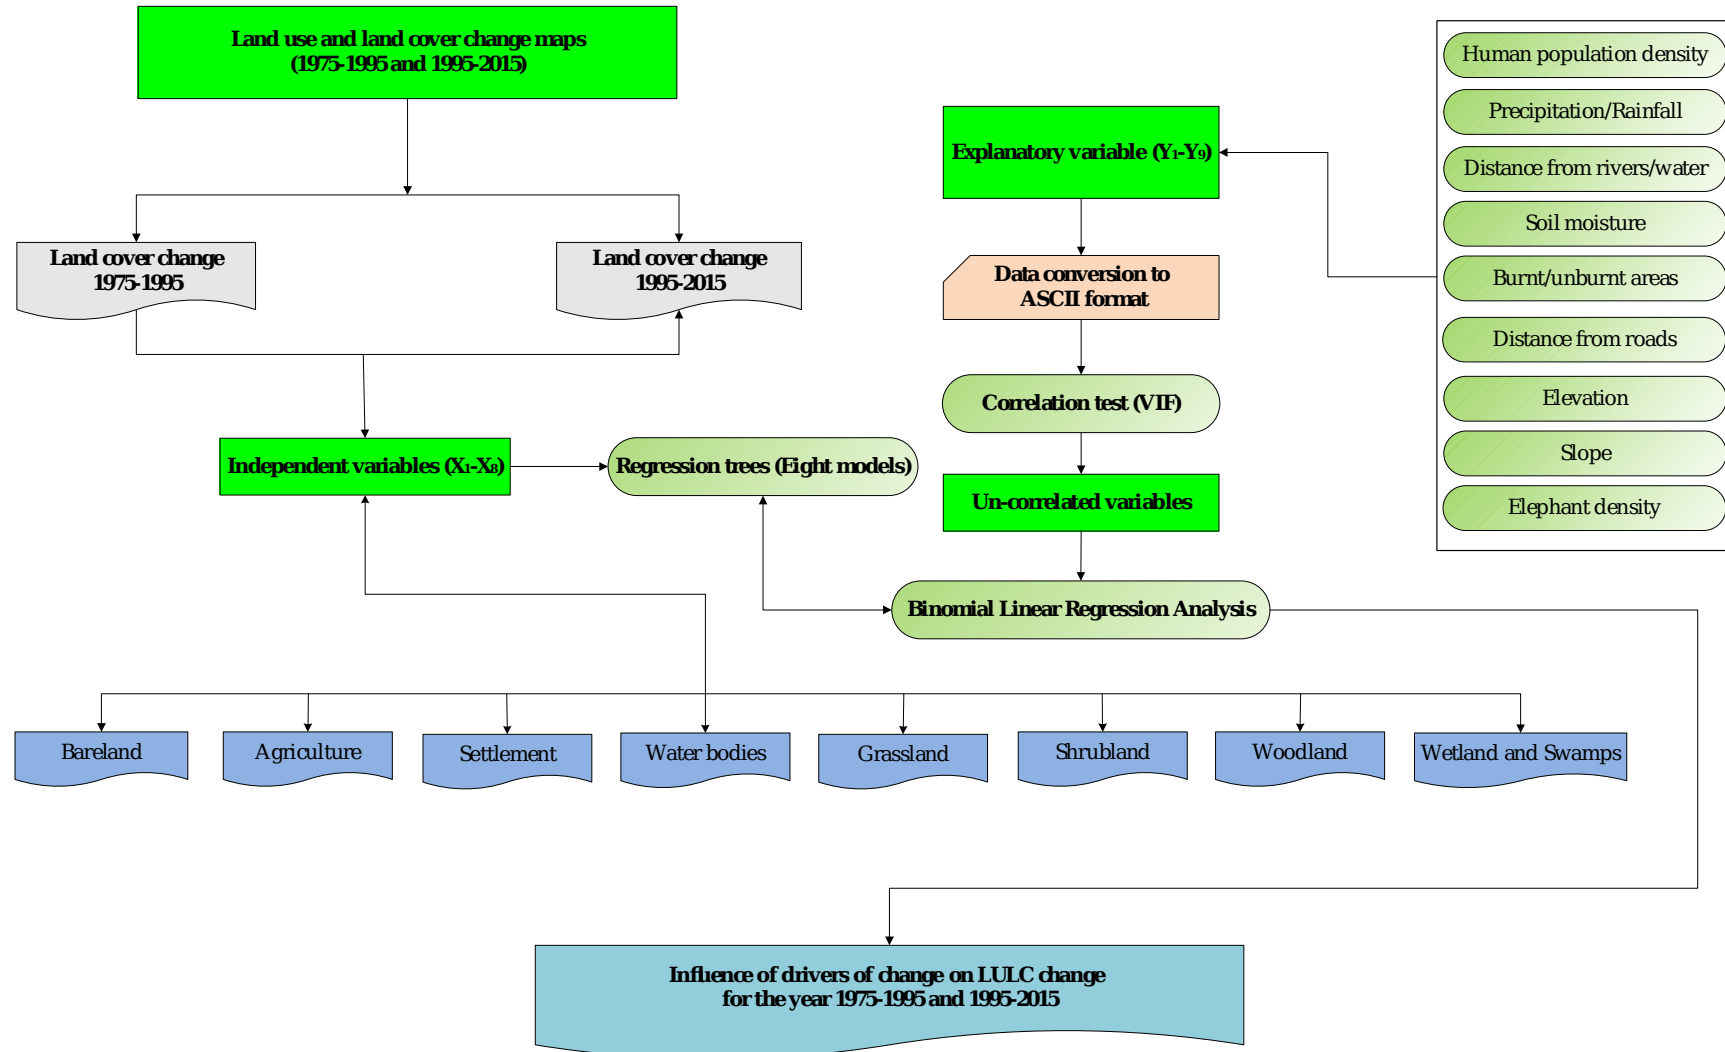 Land use and land cover change maps
(1975-1995 and 1995-2015)
Land cover change
1975-1995
Land cover change
1995-2015
Independent variables (X₁-X₈)
Regression trees (Eight models)
Explanatory variable (Y₁-Y₉)
Data conversion to
ASCII format
Correlation test (VIF)
Un-correlated variables
Binomial Linear Regression Analysis
Human population density
Precipitation/Rainfall
Distance from rivers/water
Soil moisture
Burnt/unburnt areas
Distance from roads
Elevation
Slope
Elephant density
Bareland
Agriculture
Settlement
Water bodies
Grassland
Shrubland
Woodland
Wetland and Swamps
Influence of drivers of change on LULC change
for the year 1975-1995 and 1995-2015